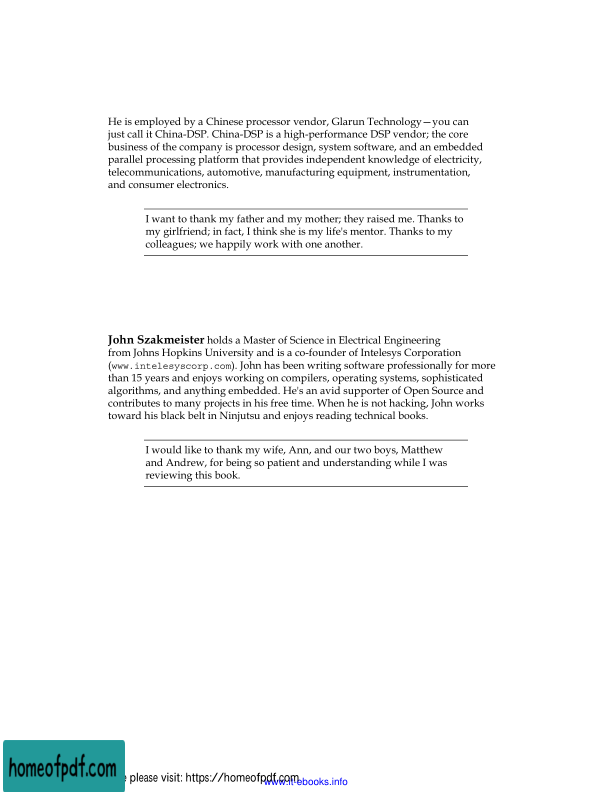 He is employed by a Chinese processor vendor, Glarun Technology—you can
just call it China-DSP. China-DSP is a high-performance DSP vendor; the core
business of the company is processor design, system software, and an embedded
parallel processing platform that provides independent knowledge of electricity,
telecommunications, automotive, manufacturing equipment, instrumentation,
and consumer electronics.
I want to thank my father and my mother; they raised me. Thanks to
my girlfriend; in fact, I think she is my life's mentor. Thanks to my
colleagues; we happily work with one another.
John Szakmeister holds a Master of Science in Electrical Engineering
from Johns Hopkins University and is a co-founder of Intelesys Corporation
(www.intelesyscorp.com). John has been writing software professionally for more
than 15 years and enjoys working on compilers, operating systems, sophisticated
algorithms, and anything embedded. He's an avid supporter of Open Source and
contributes to many projects in his free time. When he is not hacking, John works
toward his black belt in Ninjutsu and enjoys reading technical books.
I would like to thank my wife, Ann, and our two boys, Matthew
and Andrew, for being so patient and understanding while I was
reviewing this book.
homeofpdf.com
please visit: https://homeofpdf.com
www.it-ebooks.info